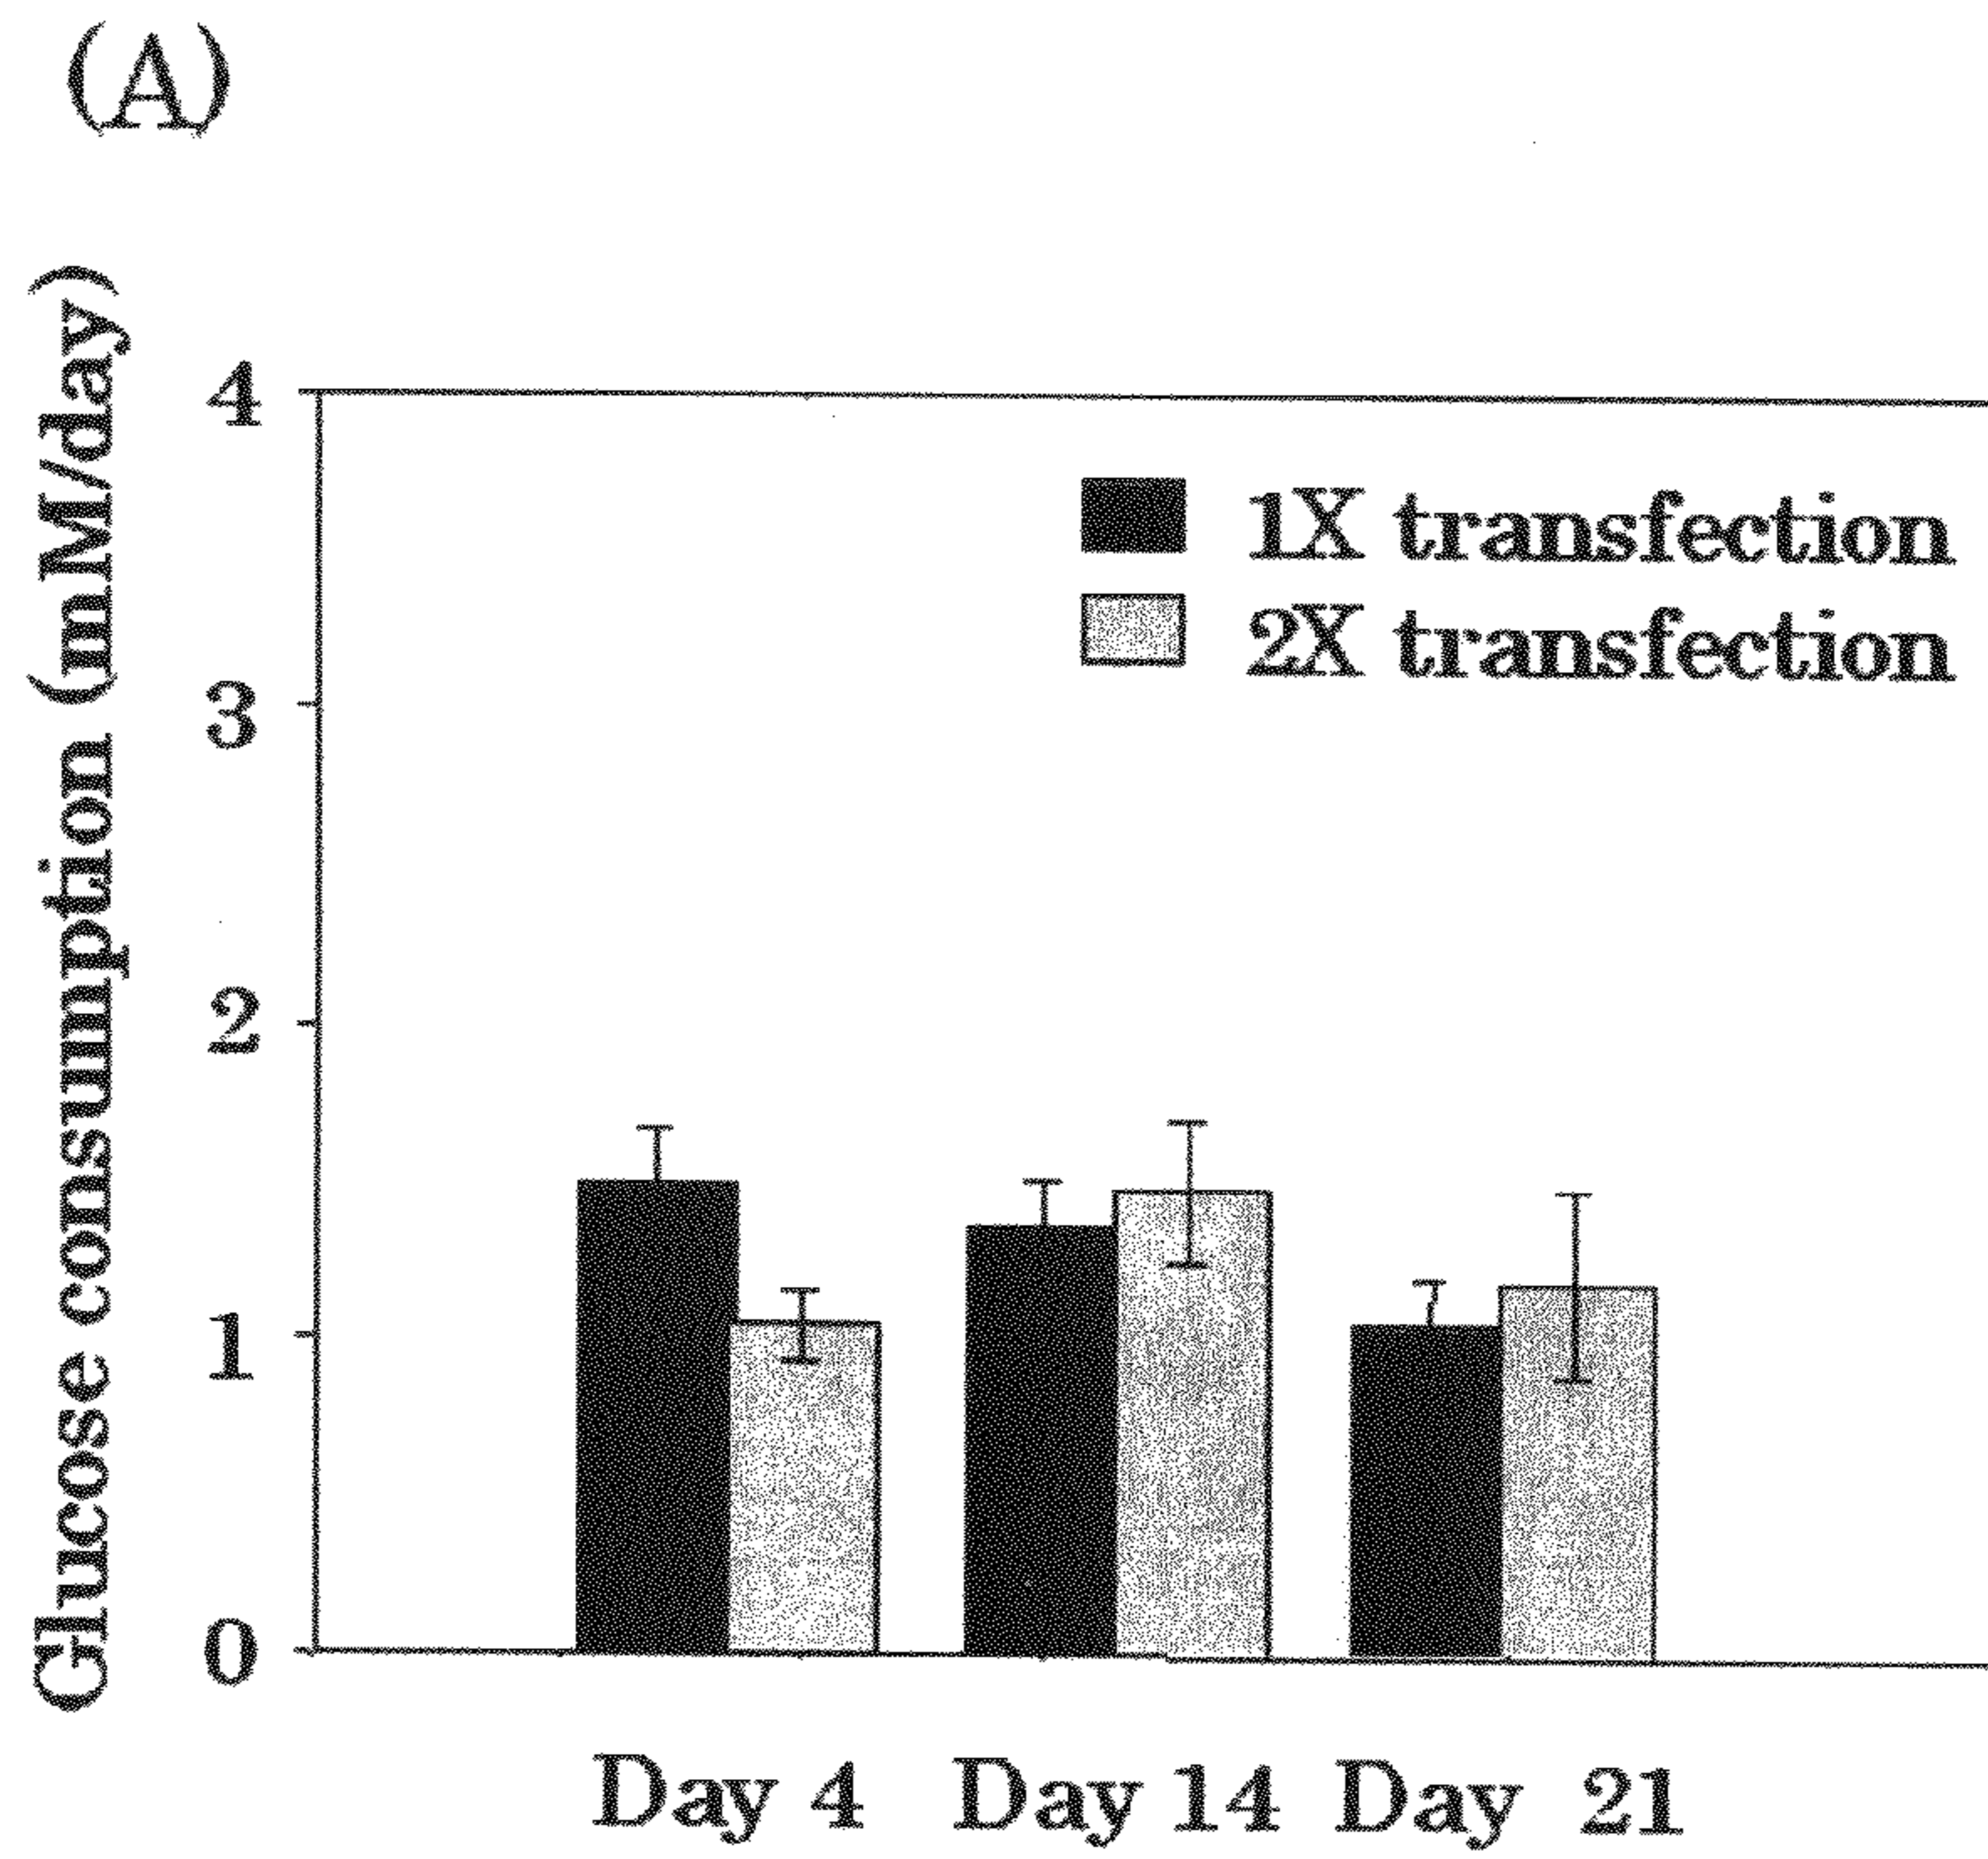 (A)
Glucose consumption (mM/day)
4
3
2
1
0
1X transfection
2X transfection
Day 4 Day 14 Day 21